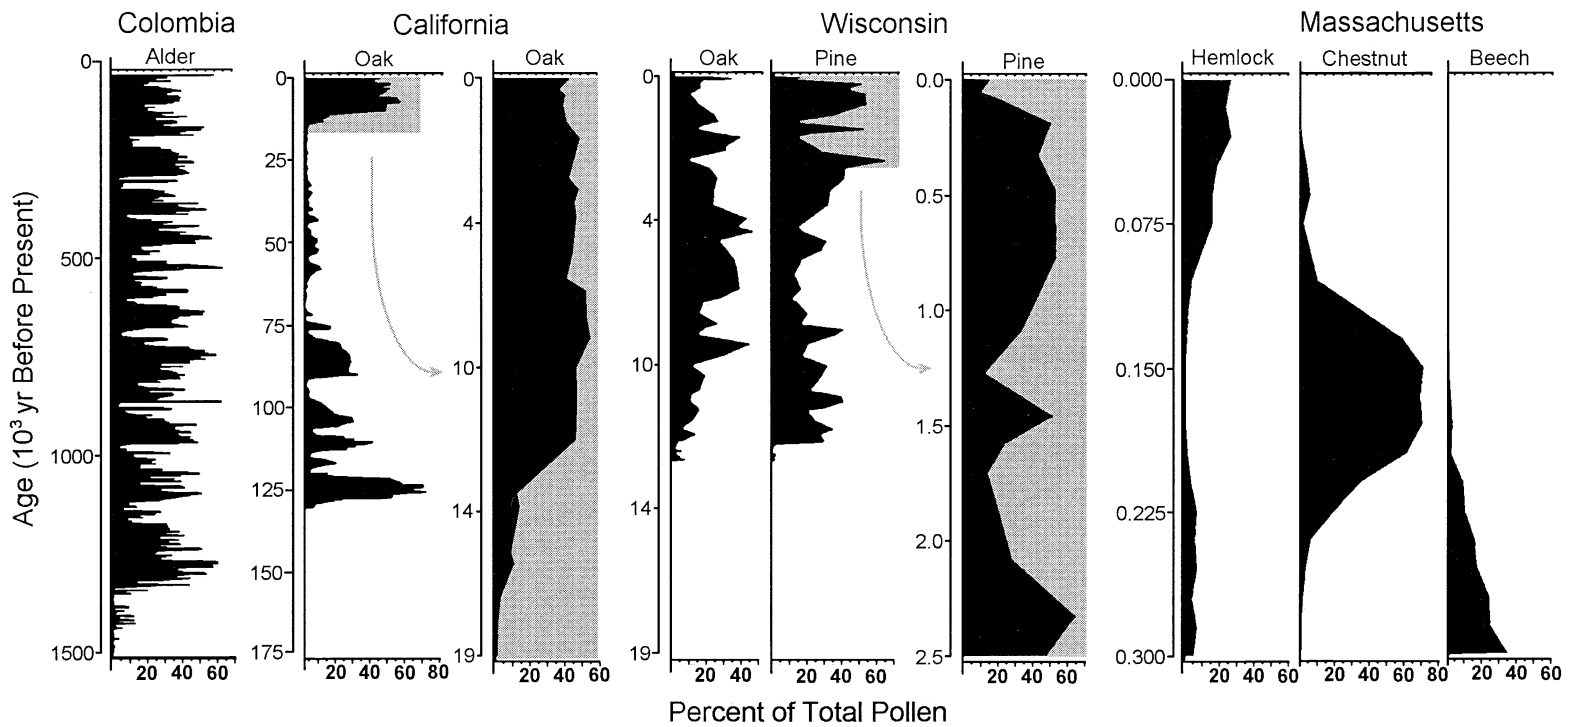 Colombia California Wisconsin Massachusetts
Alder Oak Oak Oak Pine Pine Hemlock Chestnut Beech
Age (10³ yr Before Present)
0
500
1000
1500
20 40 60
0
25
50
75
100
125
150
175
20 40 60 80
0
4
10
14
19
20 40 60
0
4
10
14
19
20 40
20 40 60
0.0
0.5
1.0
1.5
2.0
2.5
20 40 60
0.000
0.075
0.150
0.225
0.300
20 40 60
20 40 60 80
20 40 60
Percent of Total Pollen